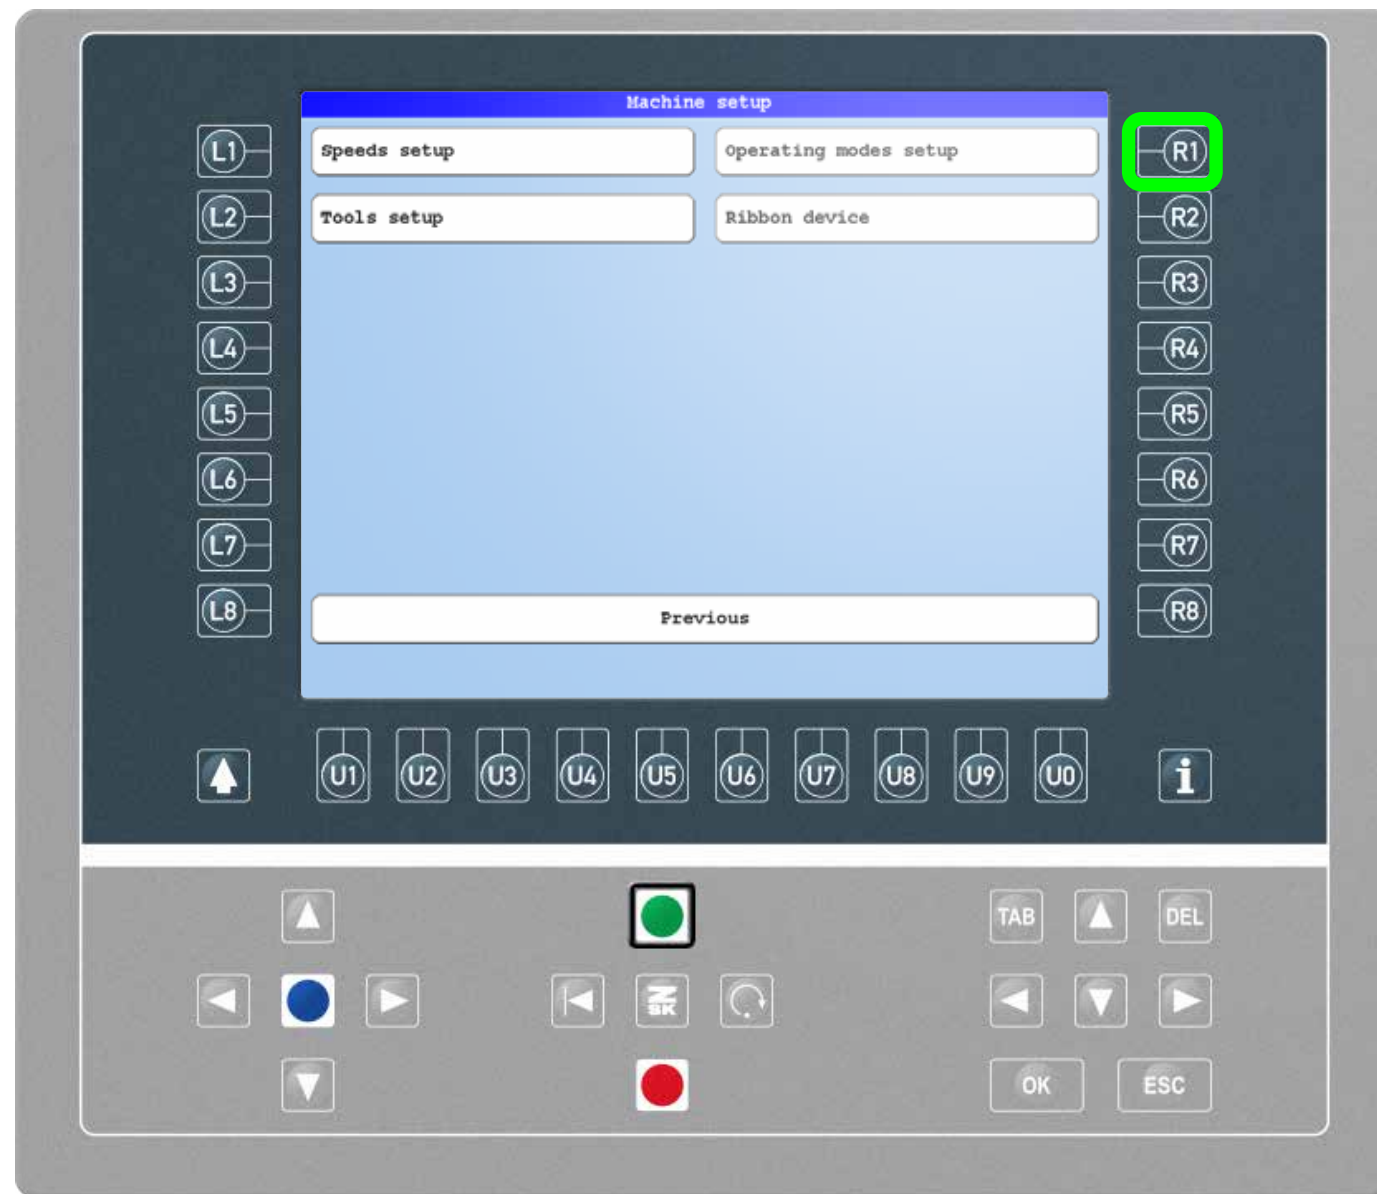 Machine setup
L1 Speeds setup Operating modes setup R1
L2 Tools setup Ribbon device R2
L3 R3
L4 R4
L5 R5
L6 R6
L7 R7
L8 Previous R8
U1 U2 U3 U4 U5 U6 U7 U8 U9 U0 i
TAB DEL
ZSK
OK ESC